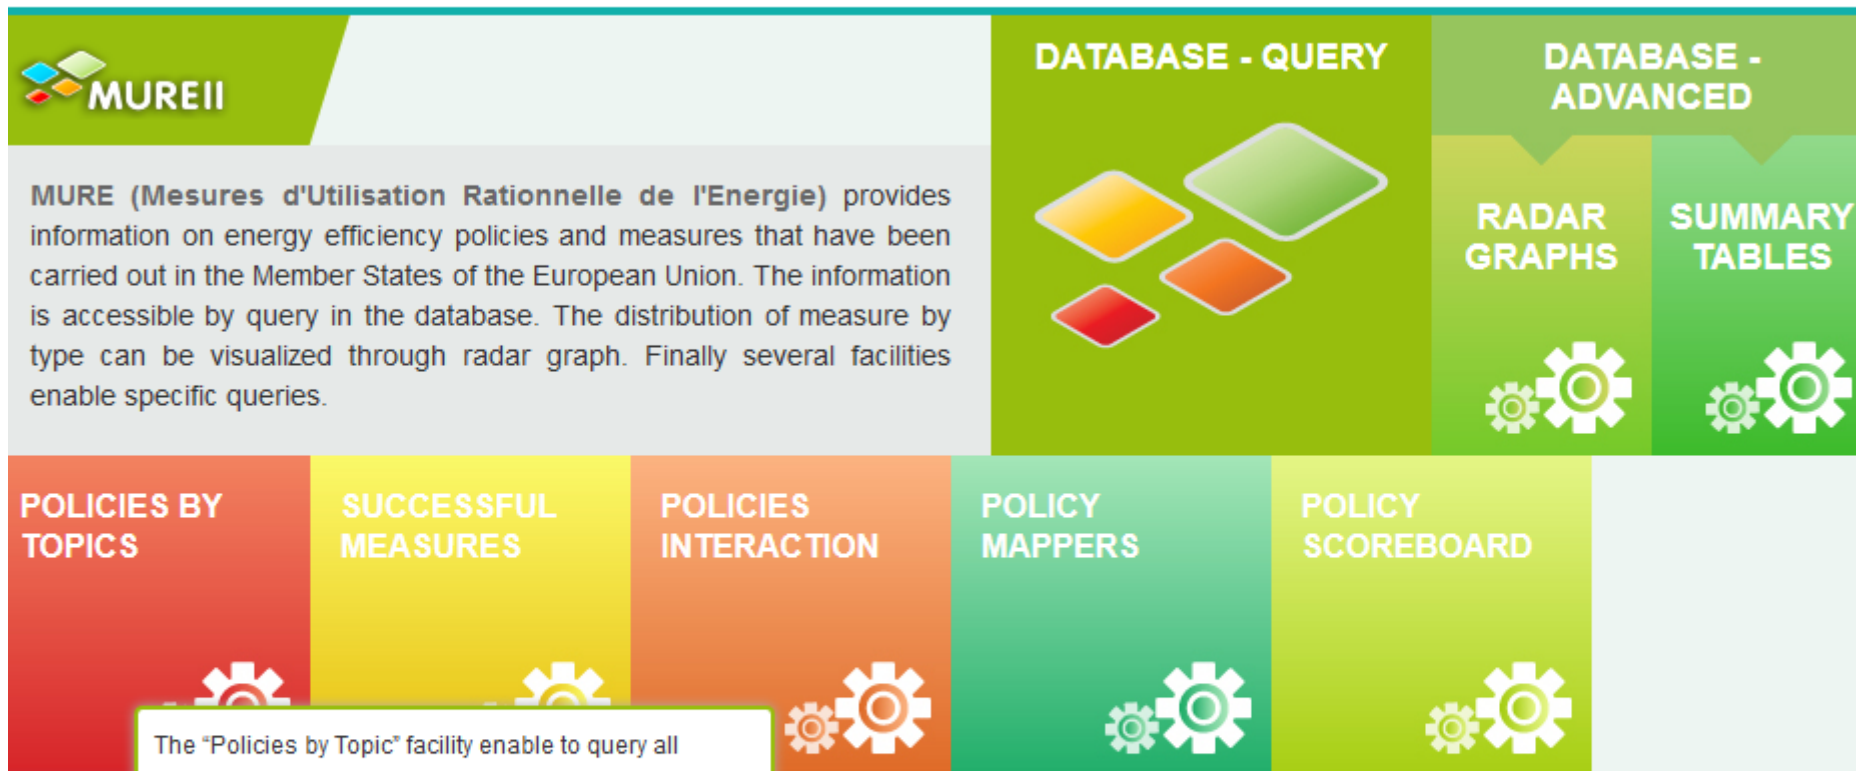 MUREII
MURE (Mesures d'Utilisation Rationnelle de l'Energie) provides
information on energy efficiency policies and measures that have been
carried out in the Member States of the European Union. The information
is accessible by query in the database. The distribution of measure by
type can be visualized through radar graph. Finally several facilities
enable specific queries.
DATABASE - QUERY
DATABASE -
ADVANCED
RADAR
GRAPHS
SUMMARY
TABLES
POLICIES BY
TOPICS
SUCCESSFUL
MEASURES
POLICIES
INTERACTION
POLICY
MAPPERS
POLICY
SCOREBOARD
The “Policies by Topic” facility enable to query all